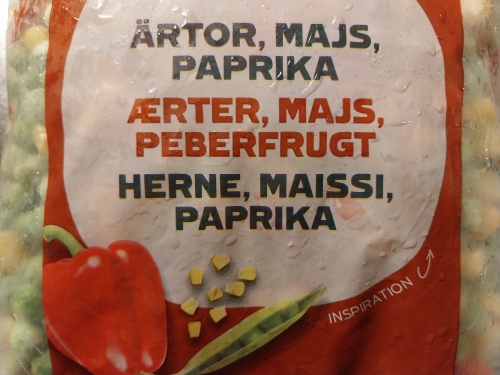 ÄRTOR, MAJS,
PAPRIKA
ÆRTER, MAJS,
PEBERFRUGT
HERNE, MAISSI,
PAPRIKA
INSPIRATION